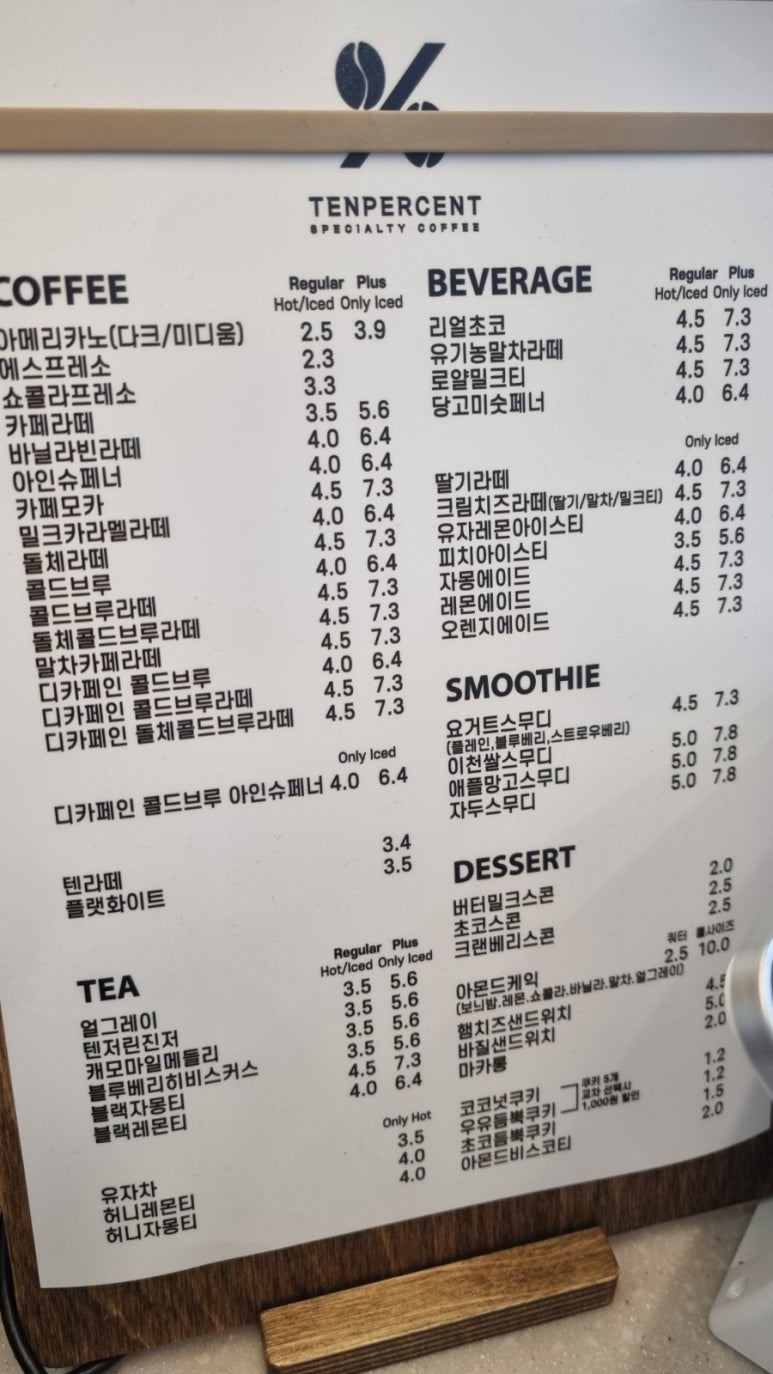 TENPERCENT
SPECIALTY COFFEE
COFFEE
Regular Plus
Hot/Iced Only Iced
아메리카노(다크/미디움) 2.5 3.9
에스프레소 2.3
쇼콜라프레소 3.3
카페라떼 3.5 5.6
바닐라빈라떼 4.0 6.4
아인슈페너 4.0 6.4
카페모카 4.5 7.3
밀크카라멜라떼 4.0 6.4
돌체라떼 4.5 7.3
콜드브루 4.0 6.4
콜드브루라떼 4.5 7.3
돌체콜드브루라떼 4.5 7.3
말차카페라떼 4.5 7.3
디카페인 콜드브루 4.0 6.4
디카페인 콜드브루라떼 4.5 7.3
디카페인 돌체콜드브루라떼 4.5 7.3
Only Iced
디카페인 콜드브루 아인슈페너 4.0 6.4
텐라떼 3.4
플랫화이트 3.5
TEA
Regular Plus
Hot/Iced Only Iced
얼그레이 3.5 5.6
텐저린진저 3.5 5.6
캐모마일메들리 3.5 5.6
블루베리히비스커스 3.5 5.6
블랙자몽티 4.5 7.3
블랙레몬티 4.0 6.4
Only Hot
유자차 3.5
허니레몬티 4.0
허니자몽티 4.0
BEVERAGE
Regular Plus
Hot/Iced Only Iced
리얼초코 4.5 7.3
유기농말차라떼 4.5 7.3
로얄밀크티 4.5 7.3
당고미숫페너 4.0 6.4
Only Iced
딸기라떼 4.0 6.4
크림치즈라떼(딸기/말차/밀크티) 4.5 7.3
유자레몬아이스티 4.0 6.4
피치아이스티 3.5 5.6
자몽에이드 4.5 7.3
레몬에이드 4.5 7.3
오렌지에이드 4.5 7.3
SMOOTHIE
요거트스무디 4.5 7.3
(플레인,블루베리,스트로우베리)
이천쌀스무디 5.0 7.8
애플망고스무디 5.0 7.8
자두스무디 5.0 7.8
DESSERT
버터밀크스콘 2.0
초코스콘 2.5
크랜베리스콘 2.5
쿼터 홀사이즈
아몬드케익 2.5 10.0
(보늬밤.레몬.쇼콜라.바닐라.말차.얼그레이)
햄치즈샌드위치 4.5
바질샌드위치 5.0
마카롱 2.0
코코넛쿠키 1.2
우유듬뿍쿠키 1.2
쿠키 5개
교차 선택시
1,000원 할인
초코듬뿍쿠키 1.5
아몬드비스코티 2.0